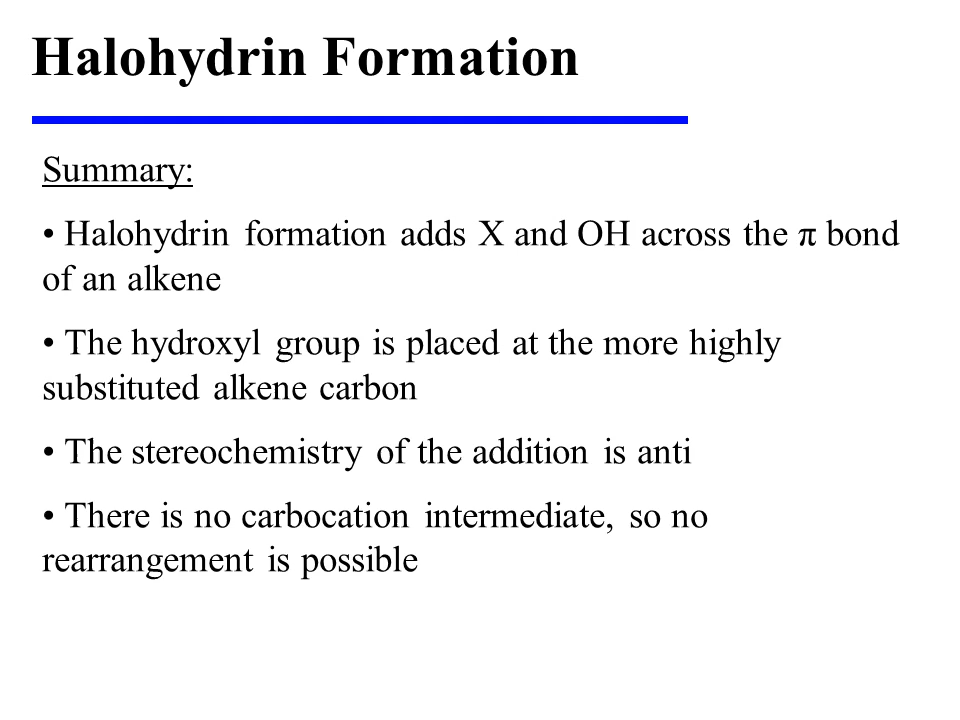 Halohydrin Formation
Summary:
• Halohydrin formation adds X and OH across the π bond
of an alkene
• The hydroxyl group is placed at the more highly
substituted alkene carbon
• The stereochemistry of the addition is anti
• There is no carbocation intermediate, so no
rearrangement is possible